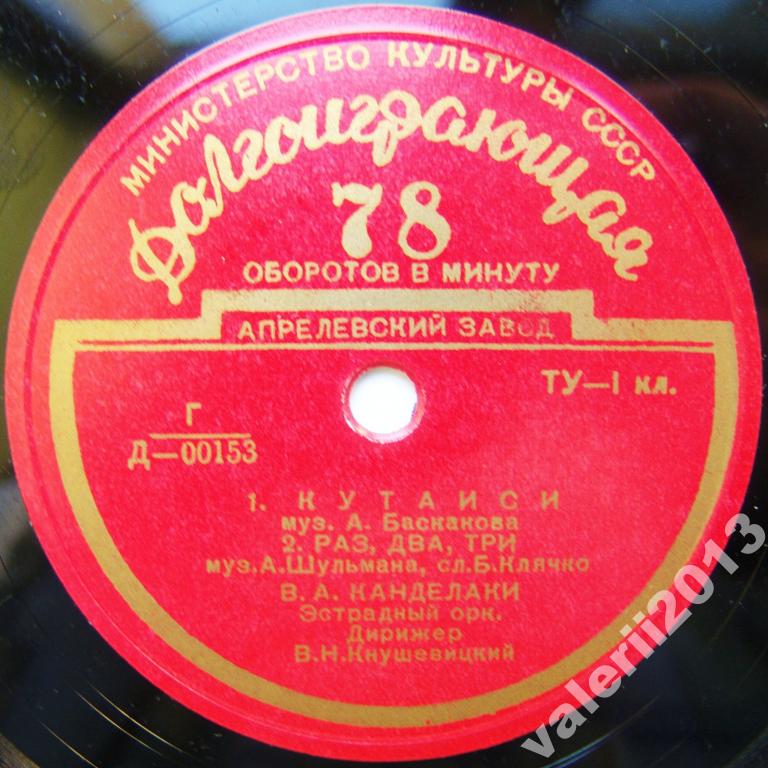 МИНИСТЕРСТВО КУЛЬТУРЫ СССР
Долгоиграющая
78
ОБОРОТОВ В МИНУТУ
АПРЕЛЕВСКИЙ ЗАВОД
ТУ—I кл.
Г
Д—00153
1. КУТАИСИ
муз. А. Баскакова
2. РАЗ, ДВА, ТРИ
муз.А.Шульмана, сл.Б.Клячко
В. А. КАНДЕЛАКИ
Эстрадный орк.
Дирижер
В.Н.Кнушевицкий
valerii2013